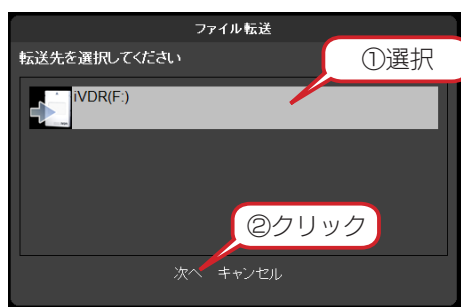 ファイル転送
転送先を選択してください
①選択
iVDR(F:)
②クリック
次へ キャンセル